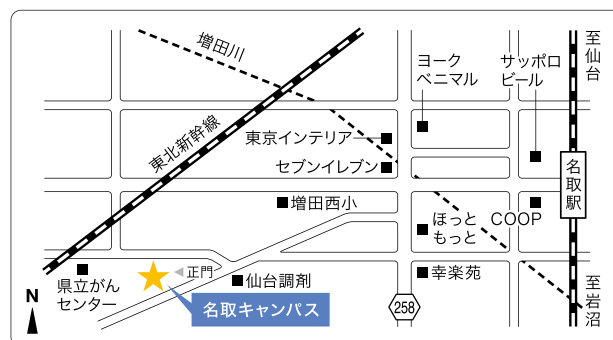 増田川
ヨーク
ベニマル
サッポロ
ビール
至仙台
東北新幹線
東京インテリア
セブンイレブン
名取駅
増田西小
ほっと
もっと
COOP
県立がん
センター
正門
仙台調剤
幸楽苑
至岩沼
名取キャンパス
258
N